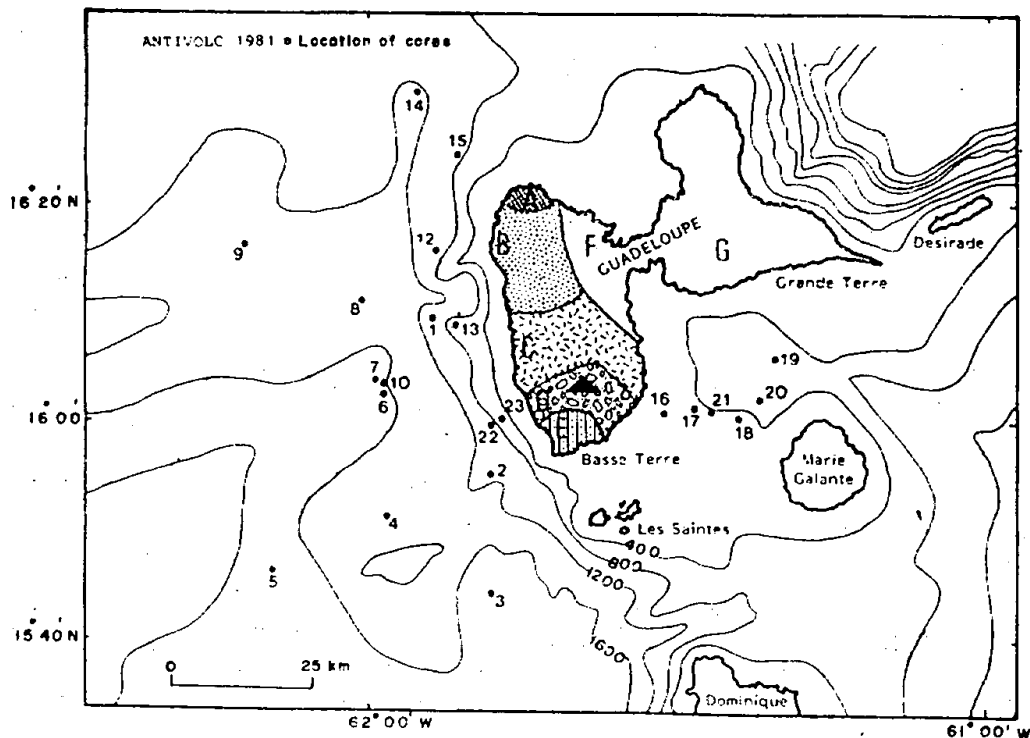 ANTIVOLC 1981 • Location of cores
14
15
16°20'N
A
B
F
GUADELOUPE
G
Desirade
12
9
Grande Terre
8
1
13
C
19
7
10
6
20
16
21
17
18
16°00'
23
22
D
E
Basse Terre
Marie
Galante
2
4
Les Saintes
400
800
1200
5
3
1600
15°40'N
0
25 km
Dominique
62°00'W
61°00'W